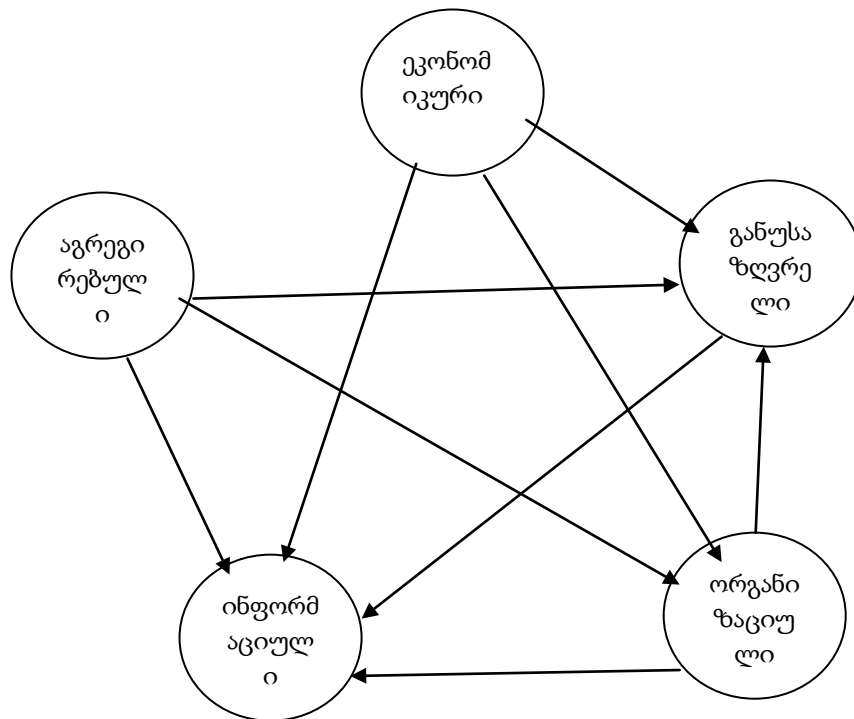 ეკონომ
იკური
აგრეგი
რებულ
ი
განუსა
ზღვრე
ლი
ინფორმ
აციულ
ი
ორგანი
ზაციუ
ლი